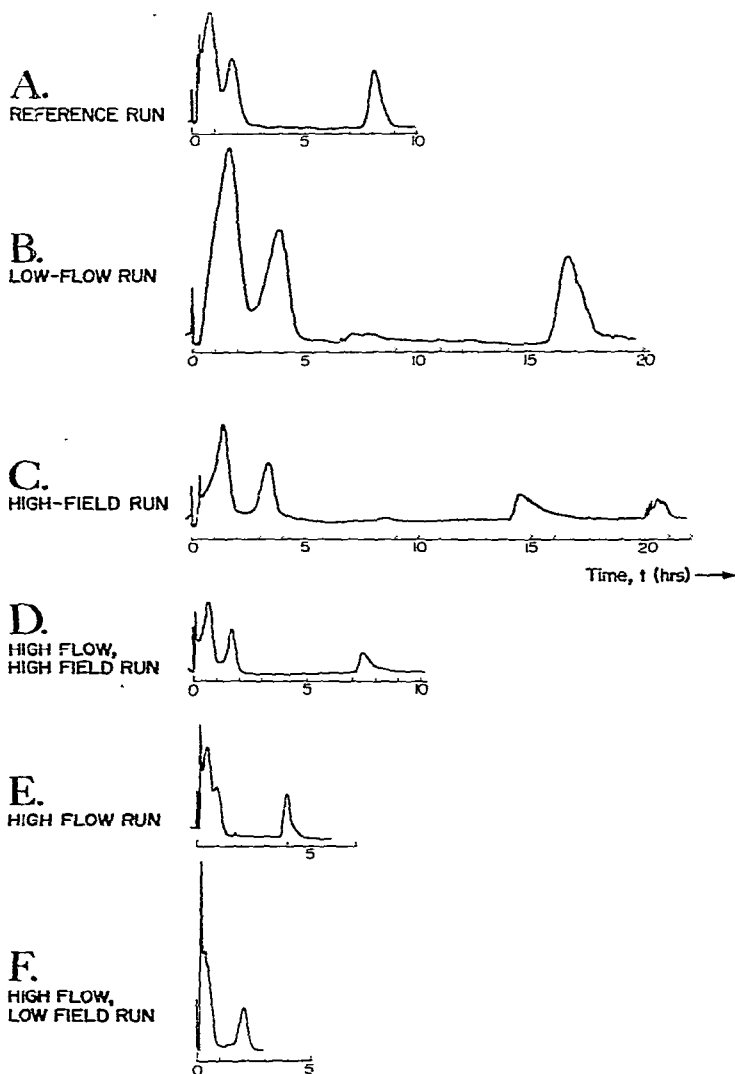 A.
REFERENCE RUN
0 5 10
B.
LOW-FLOW RUN
0 5 10 15 20
C.
HIGH-FIELD RUN
0 5 10 15 20
Time, t (hrs)
D.
HIGH FLOW,
HIGH FIELD RUN
0 5 10
E.
HIGH FLOW RUN
5
F.
HIGH FLOW,
LOW FIELD RUN
0 5